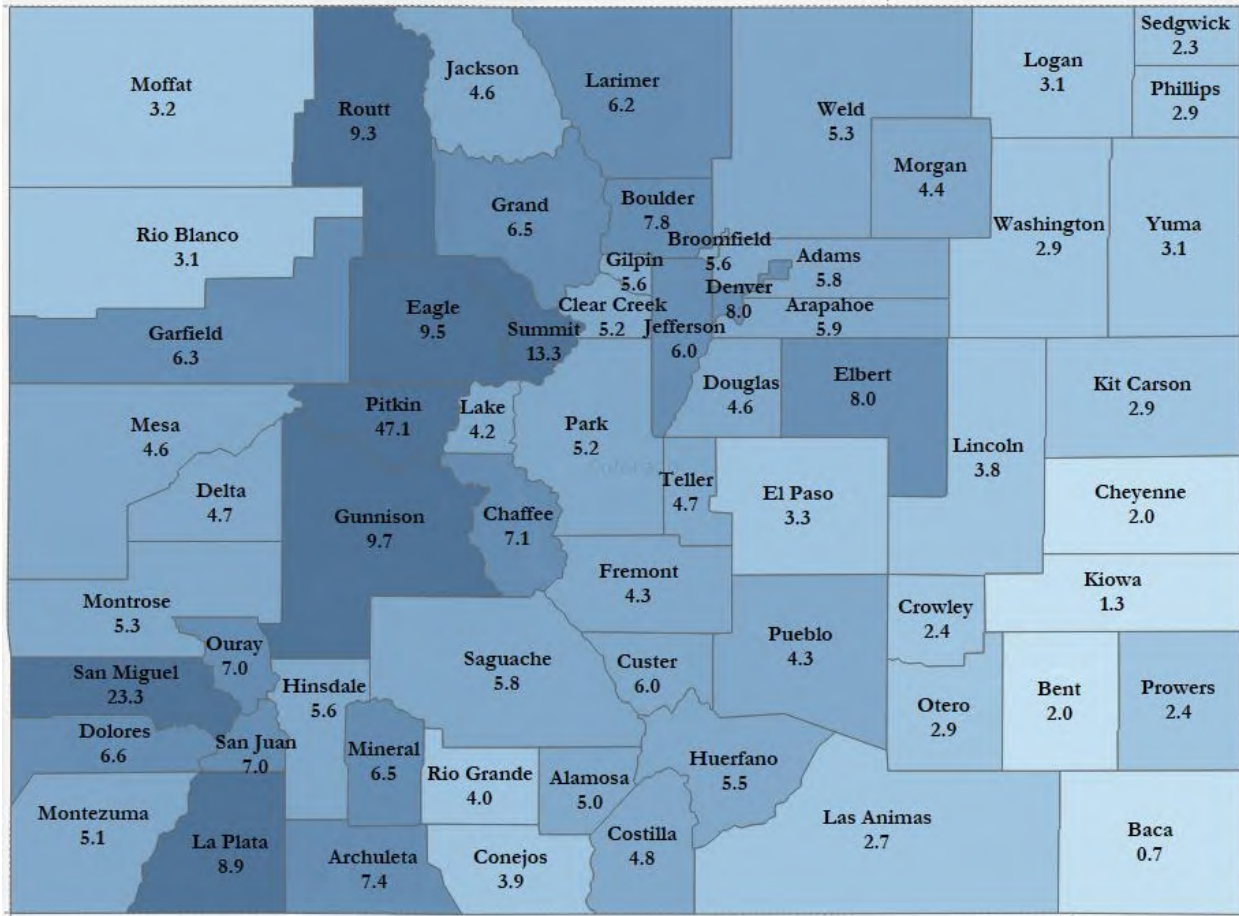 Sedgwick
2.3
Moffat
3.2
Jackson
4.6
Larimer
6.2
Logan
3.1
Phillips
2.9
Routt
9.3
Weld
5.3
Morgan
4.4
Grand
6.5
Boulder
7.8
Washington
2.9
Yuma
3.1
Rio Blanco
3.1
Broomfield
5.6
Gilpin
5.6
Adams
5.8
Denver
8.0
Eagle
9.5
Clear Creek
5.2
Arapahoe
5.9
Garfield
6.3
Summit
13.3
Jefferson
6.0
Douglas
4.6
Elbert
8.0
Kit Carson
2.9
Pitkin
47.1
Lake
4.2
Mesa
4.6
Park
5.2
Lincoln
3.8
Delta
4.7
Teller
4.7
El Paso
3.3
Cheyenne
2.0
Gunnison
9.7
Chaffee
7.1
Fremont
4.3
Kiowa
1.3
Montrose
5.3
Crowley
2.4
Ouray
7.0
Pueblo
4.3
Saguache
5.8
Custer
6.0
San Miguel
23.3
Hinsdale
5.6
Bent
2.0
Prowers
2.4
Otero
2.9
Dolores
6.6
San Juan
7.0
Mineral
6.5
Huerfano
5.5
Rio Grande
4.0
Alamosa
5.0
Montezuma
5.1
Las Animas
2.7
Baca
0.7
La Plata
8.9
Costilla
4.8
Archuleta
7.4
Conejos
3.9